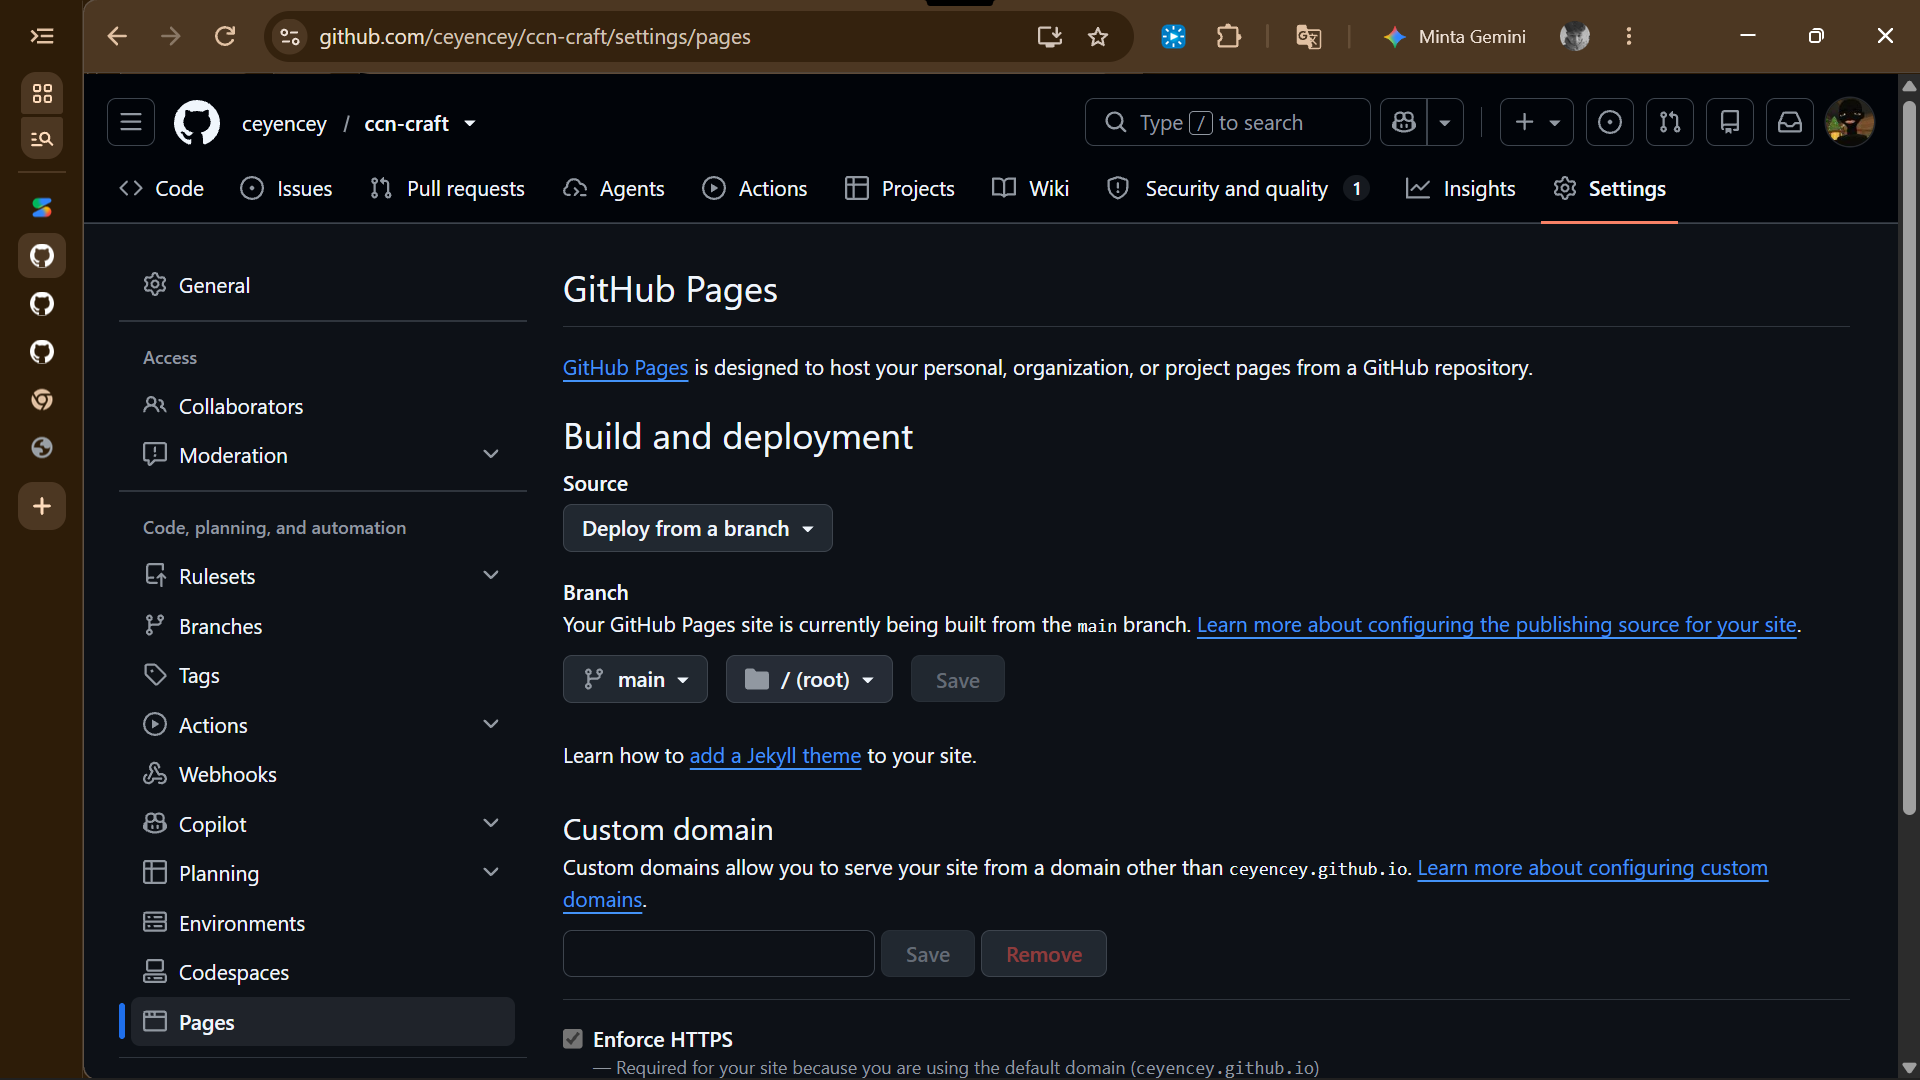 github.com/ceyencey/ccn-craft/settings/pages
Minta Gemini
ceyencey / ccn-craft
Type / to search
Code
Issues
Pull requests
Agents
Actions
Projects
Wiki
Security and quality 1
Insights
Settings
General
Access
Collaborators
Moderation
Code, planning, and automation
Rulesets
Branches
Tags
Actions
Webhooks
Copilot
Planning
Environments
Codespaces
Pages
GitHub Pages
GitHub Pages is designed to host your personal, organization, or project pages from a GitHub repository.
Build and deployment
Source
Deploy from a branch
Branch
Your GitHub Pages site is currently being built from the main branch. Learn more about configuring the publishing source for your site.
main
/ (root)
Save
Learn how to add a Jekyll theme to your site.
Custom domain
Custom domains allow you to serve your site from a domain other than ceyencey.github.io. Learn more about configuring custom
domains.
Save
Remove
Enforce HTTPS
— Required for your site because you are using the default domain (ceyencey.github.io)